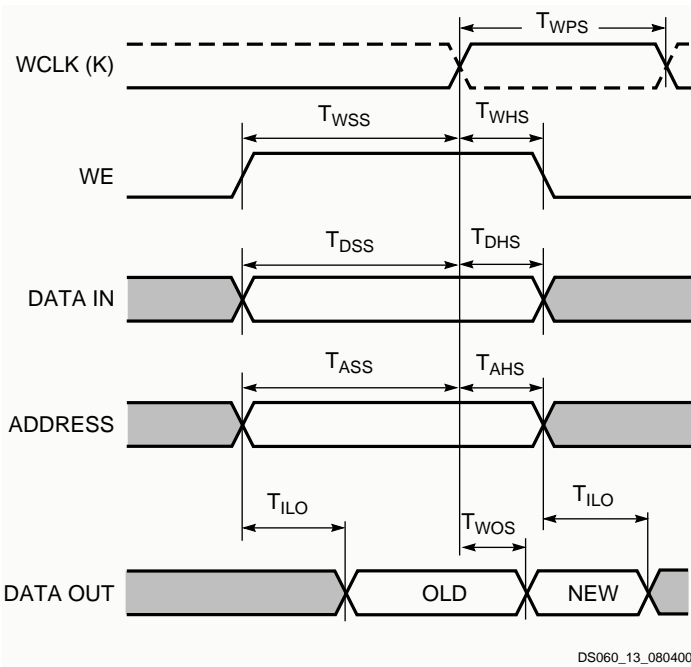 T_WPS
WCLK (K)
T_WSS T_WHS
WE
T_DSS T_DHS
DATA IN
T_ASS T_AHS
ADDRESS
T_ILO T_WOS T_ILO
DATA OUT OLD NEW
DS060_13_080400